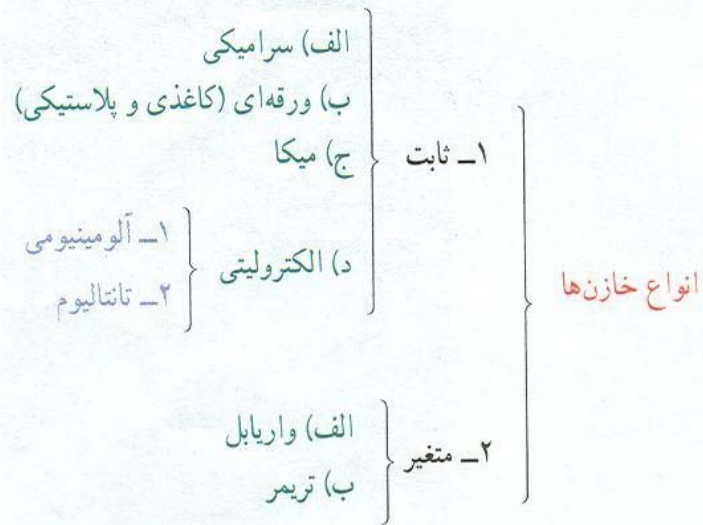 انواع خازن‌ها
۱ـ ثابت
الف) سرامیکی
ب) ورقه‌ای (کاغذی و پلاستیکی)
ج) میکا
د) الکترولیتی
۱ـ آلومینیومی
۲ـ تانتالیوم
۲ـ متغیر
الف) واریابل
ب) تریمر